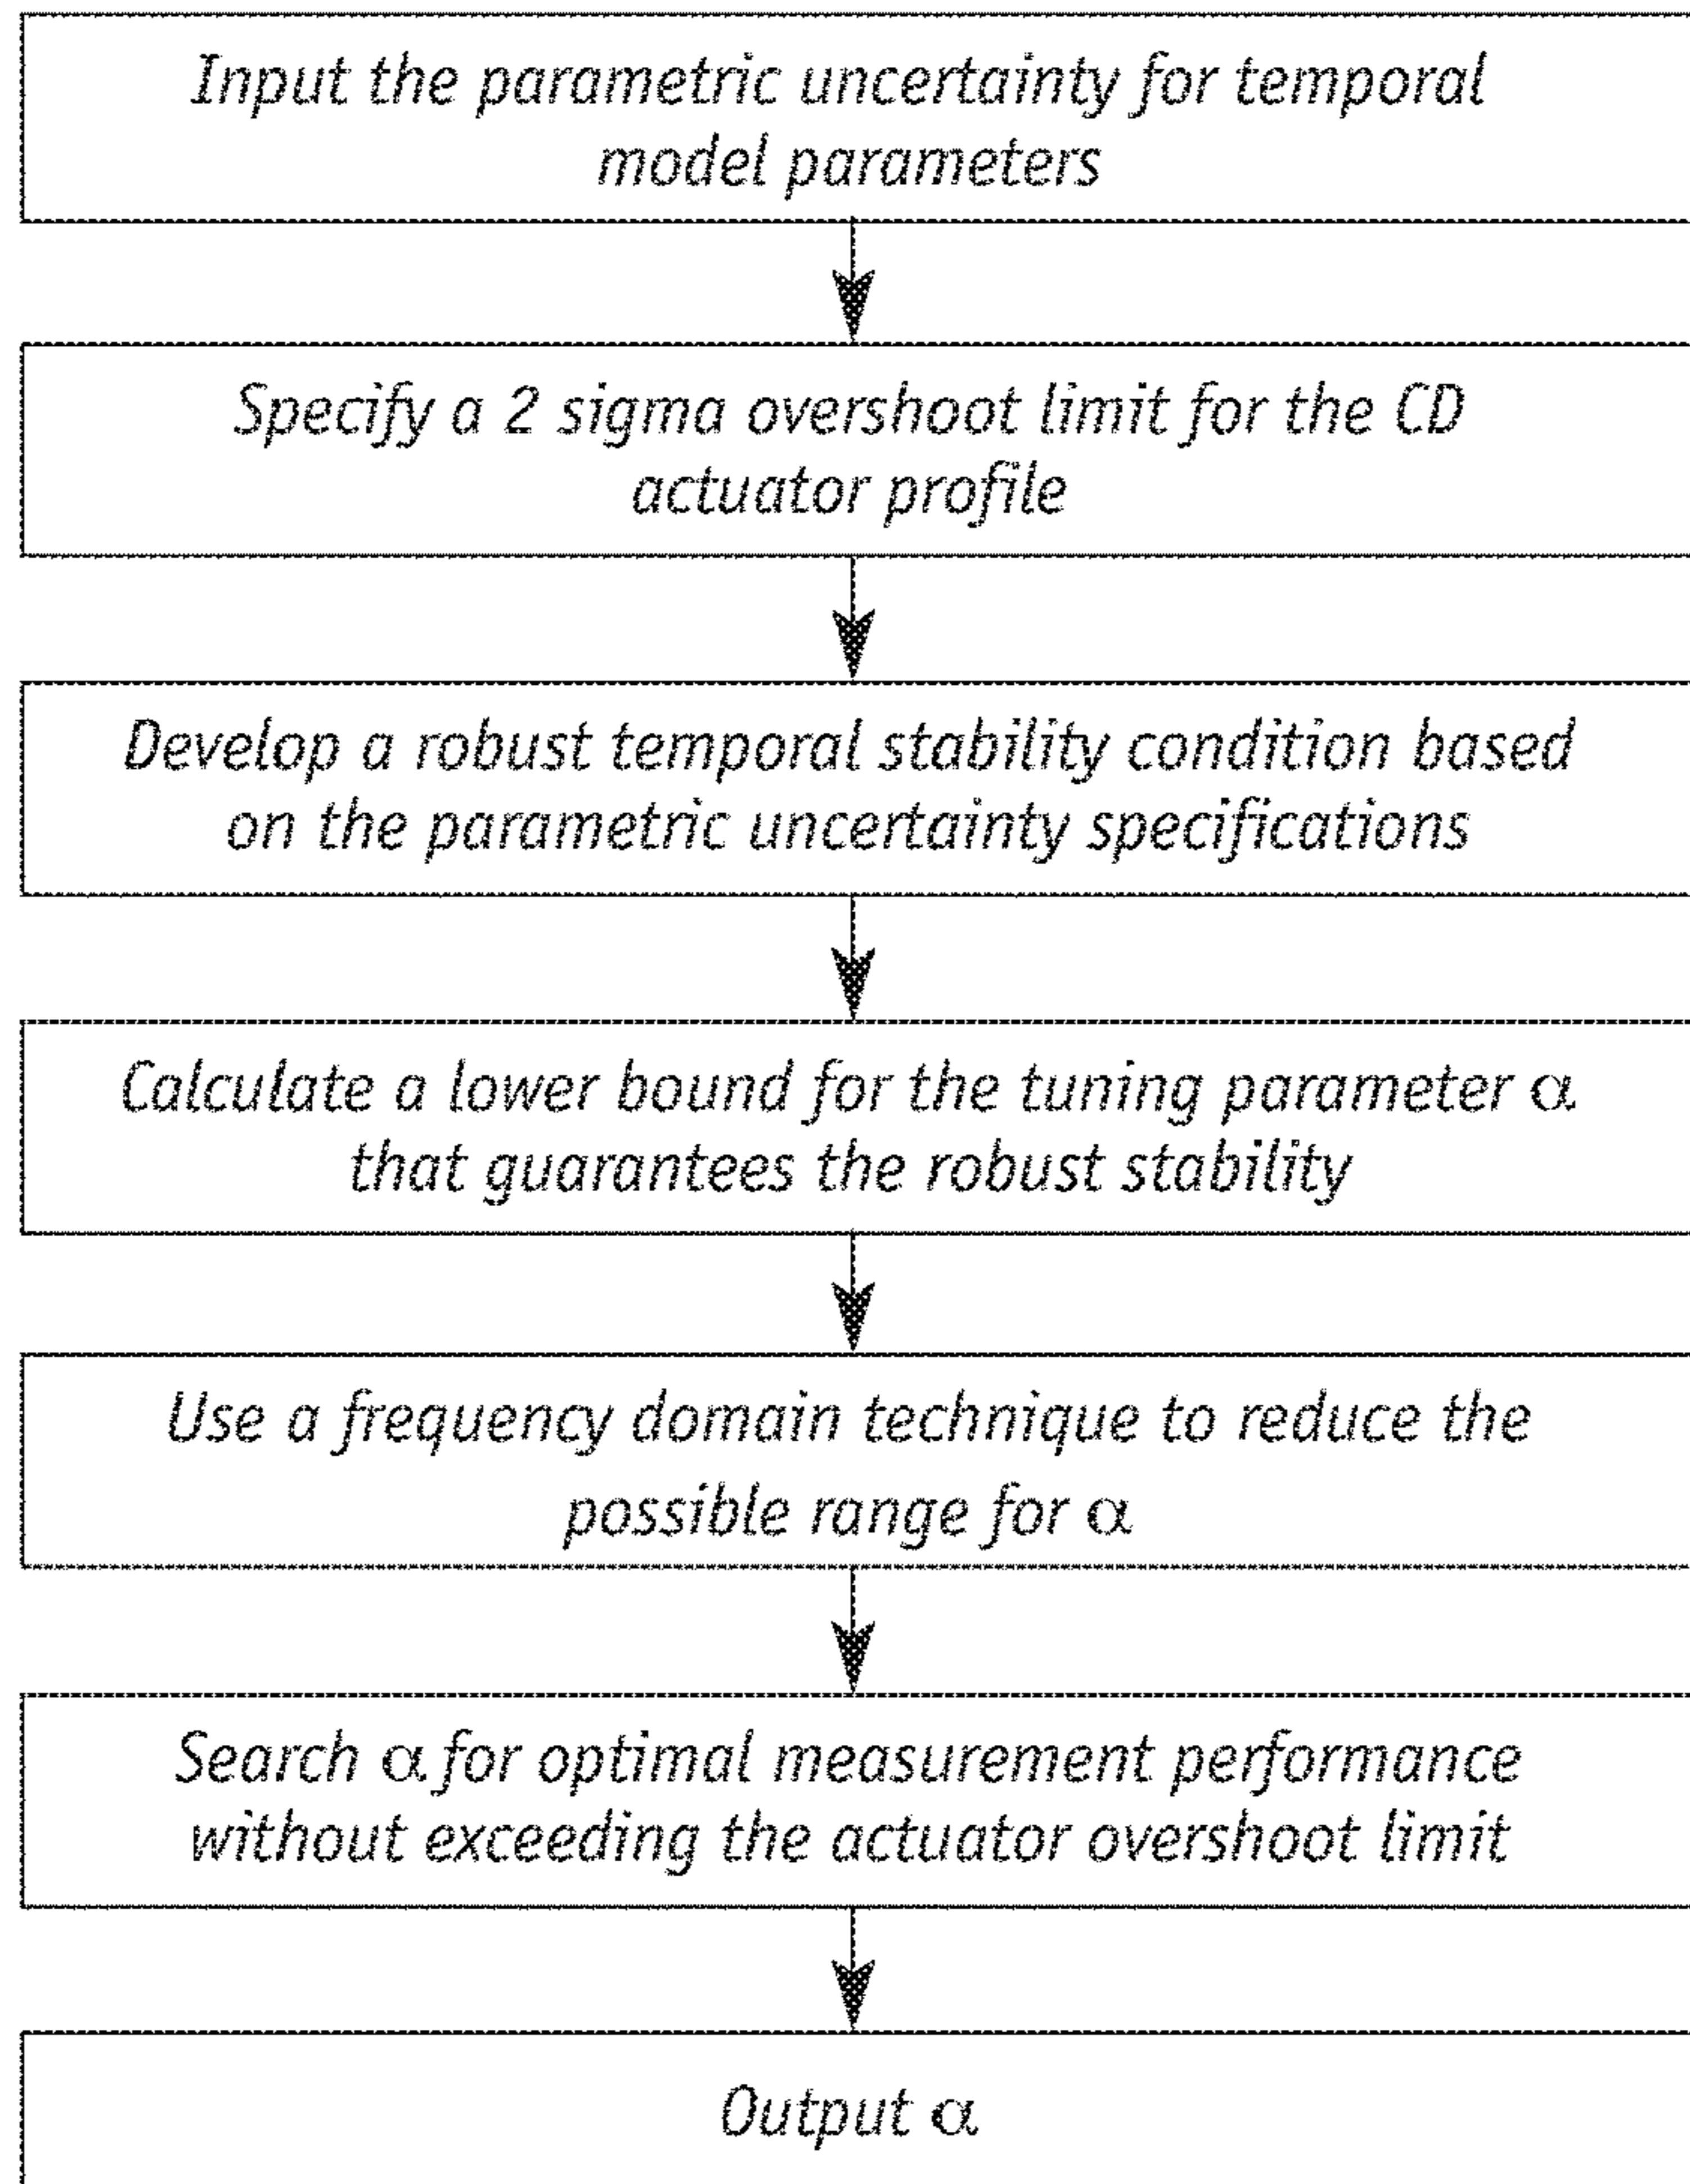 Input the parametric uncertainty for temporal
model parameters
Specify a 2 sigma overshoot limit for the CD
actuator profile
Develop a robust temporal stability condition based
on the parametric uncertainty specifications
Calculate a lower bound for the tuning parameter α
that guarantees the robust stability
Use a frequency domain technique to reduce the
possible range for α
Search α for optimal measurement performance
without exceeding the actuator overshoot limit
Output α